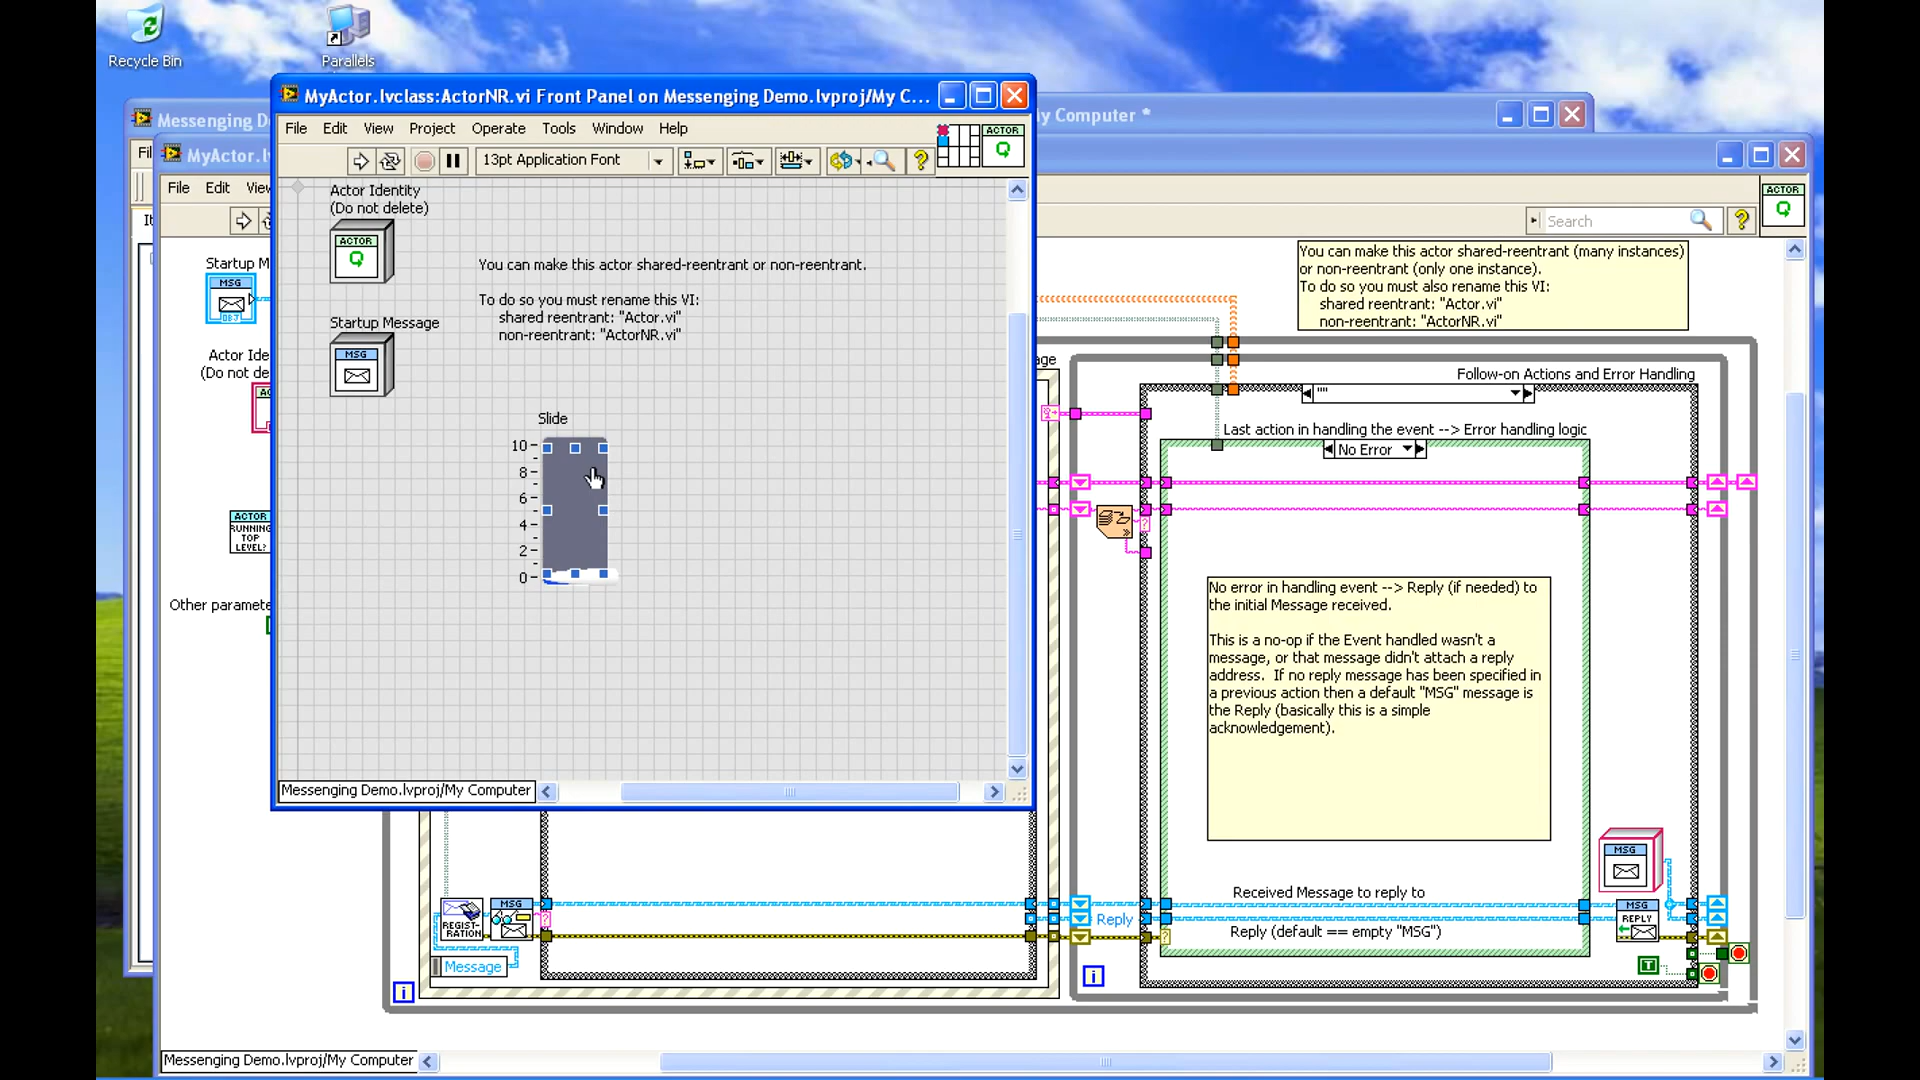 Recycle Bin
Parallels
Messenging D
y Computer *
MyActor.l
MyActor.lvclass:ActorNR.vi Front Panel on Messenging Demo.lvproj/My C...
File Edit View Project Operate Tools Window Help
13pt Application Font
ACTOR
Actor Identity
(Do not delete)
ACTOR
You can make this actor shared-reentrant or non-reentrant.
To do so you must rename this VI:
shared reentrant: "Actor.vi"
non-reentrant: "ActorNR.vi"
Startup Message
MSG
Slide
10
8
6
4
2
0
Messenging Demo.lvproj/My Computer
Fil
File Edit Vie
It
Search
ACTOR
Startup M
MSG
OBJ
Actor Ide
(Do not de
ACTOR
RUNNING
TOP
LEVEL?
Other paramete
You can make this actor shared-reentrant (many instances)
or non-reentrant (only one instance).
To do so you must also rename this VI:
shared reentrant: "Actor.vi"
non-reentrant: "ActorNR.vi"
age
Follow-on Actions and Error Handling
""
Last action in handling the event --> Error handling logic
No Error
No error in handling event --> Reply (if needed) to
the initial Message received.
This is a no-op if the Event handled wasn't a
message, or that message didn't attach a reply
address. If no reply message has been specified in
a previous action then a default "MSG" message is
the Reply (basically this is a simple
acknowledgement).
MSG
Received Message to reply to
Reply
Reply (default == empty "MSG")
MSG
REPLY
T
REGIST-
RATION
MSG
Message
i
i
Messenging Demo.lvproj/My Computer